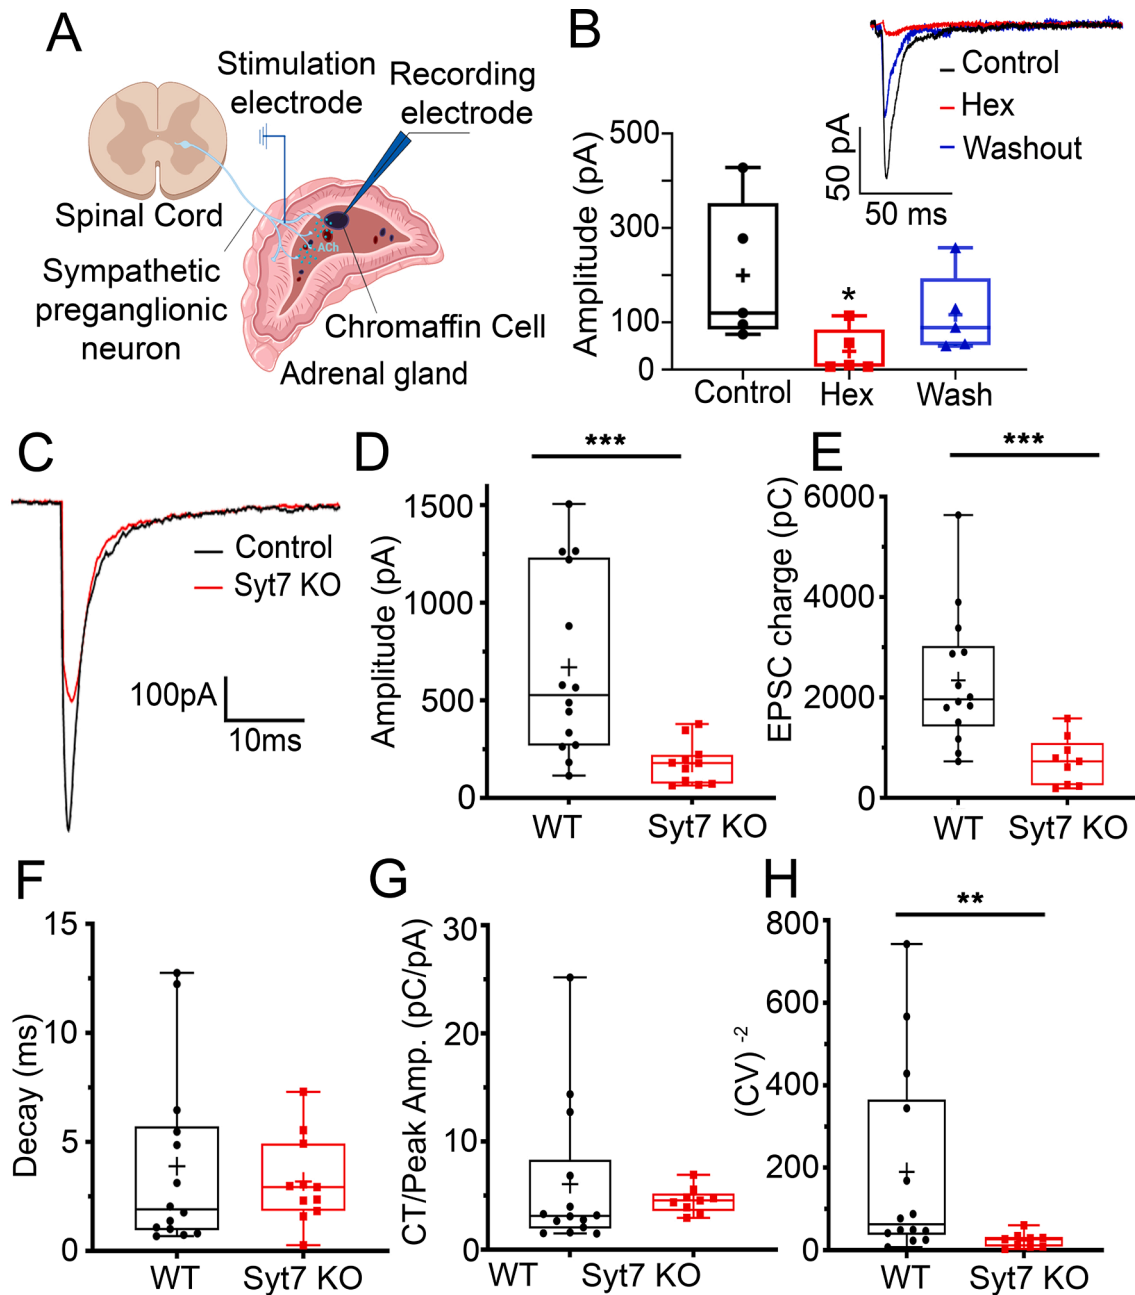 A
Stimulation
electrode
Recording
electrode
Spinal Cord
ACh
Sympathetic
preganglionic
neuron
Chromaffin Cell
Adrenal gland
B
Control
Hex
Washout
50 pA
50 ms
Amplitude (pA)
500
300
100
0
*
Control
Hex
Wash
C
Control
Syt7 KO
100pA
10ms
D
***
Amplitude (pA)
1500
1000
500
0
WT
Syt7 KO
E
***
EPSC charge (pC)
6000
4000
2000
0
WT
Syt7 KO
F
Decay (ms)
15
10
5
0
WT
Syt7 KO
G
CT/Peak Amp. (pC/pA)
30
20
10
0
WT
Syt7 KO
H
**
(CV) -2
800
600
400
200
0
WT
Syt7 KO